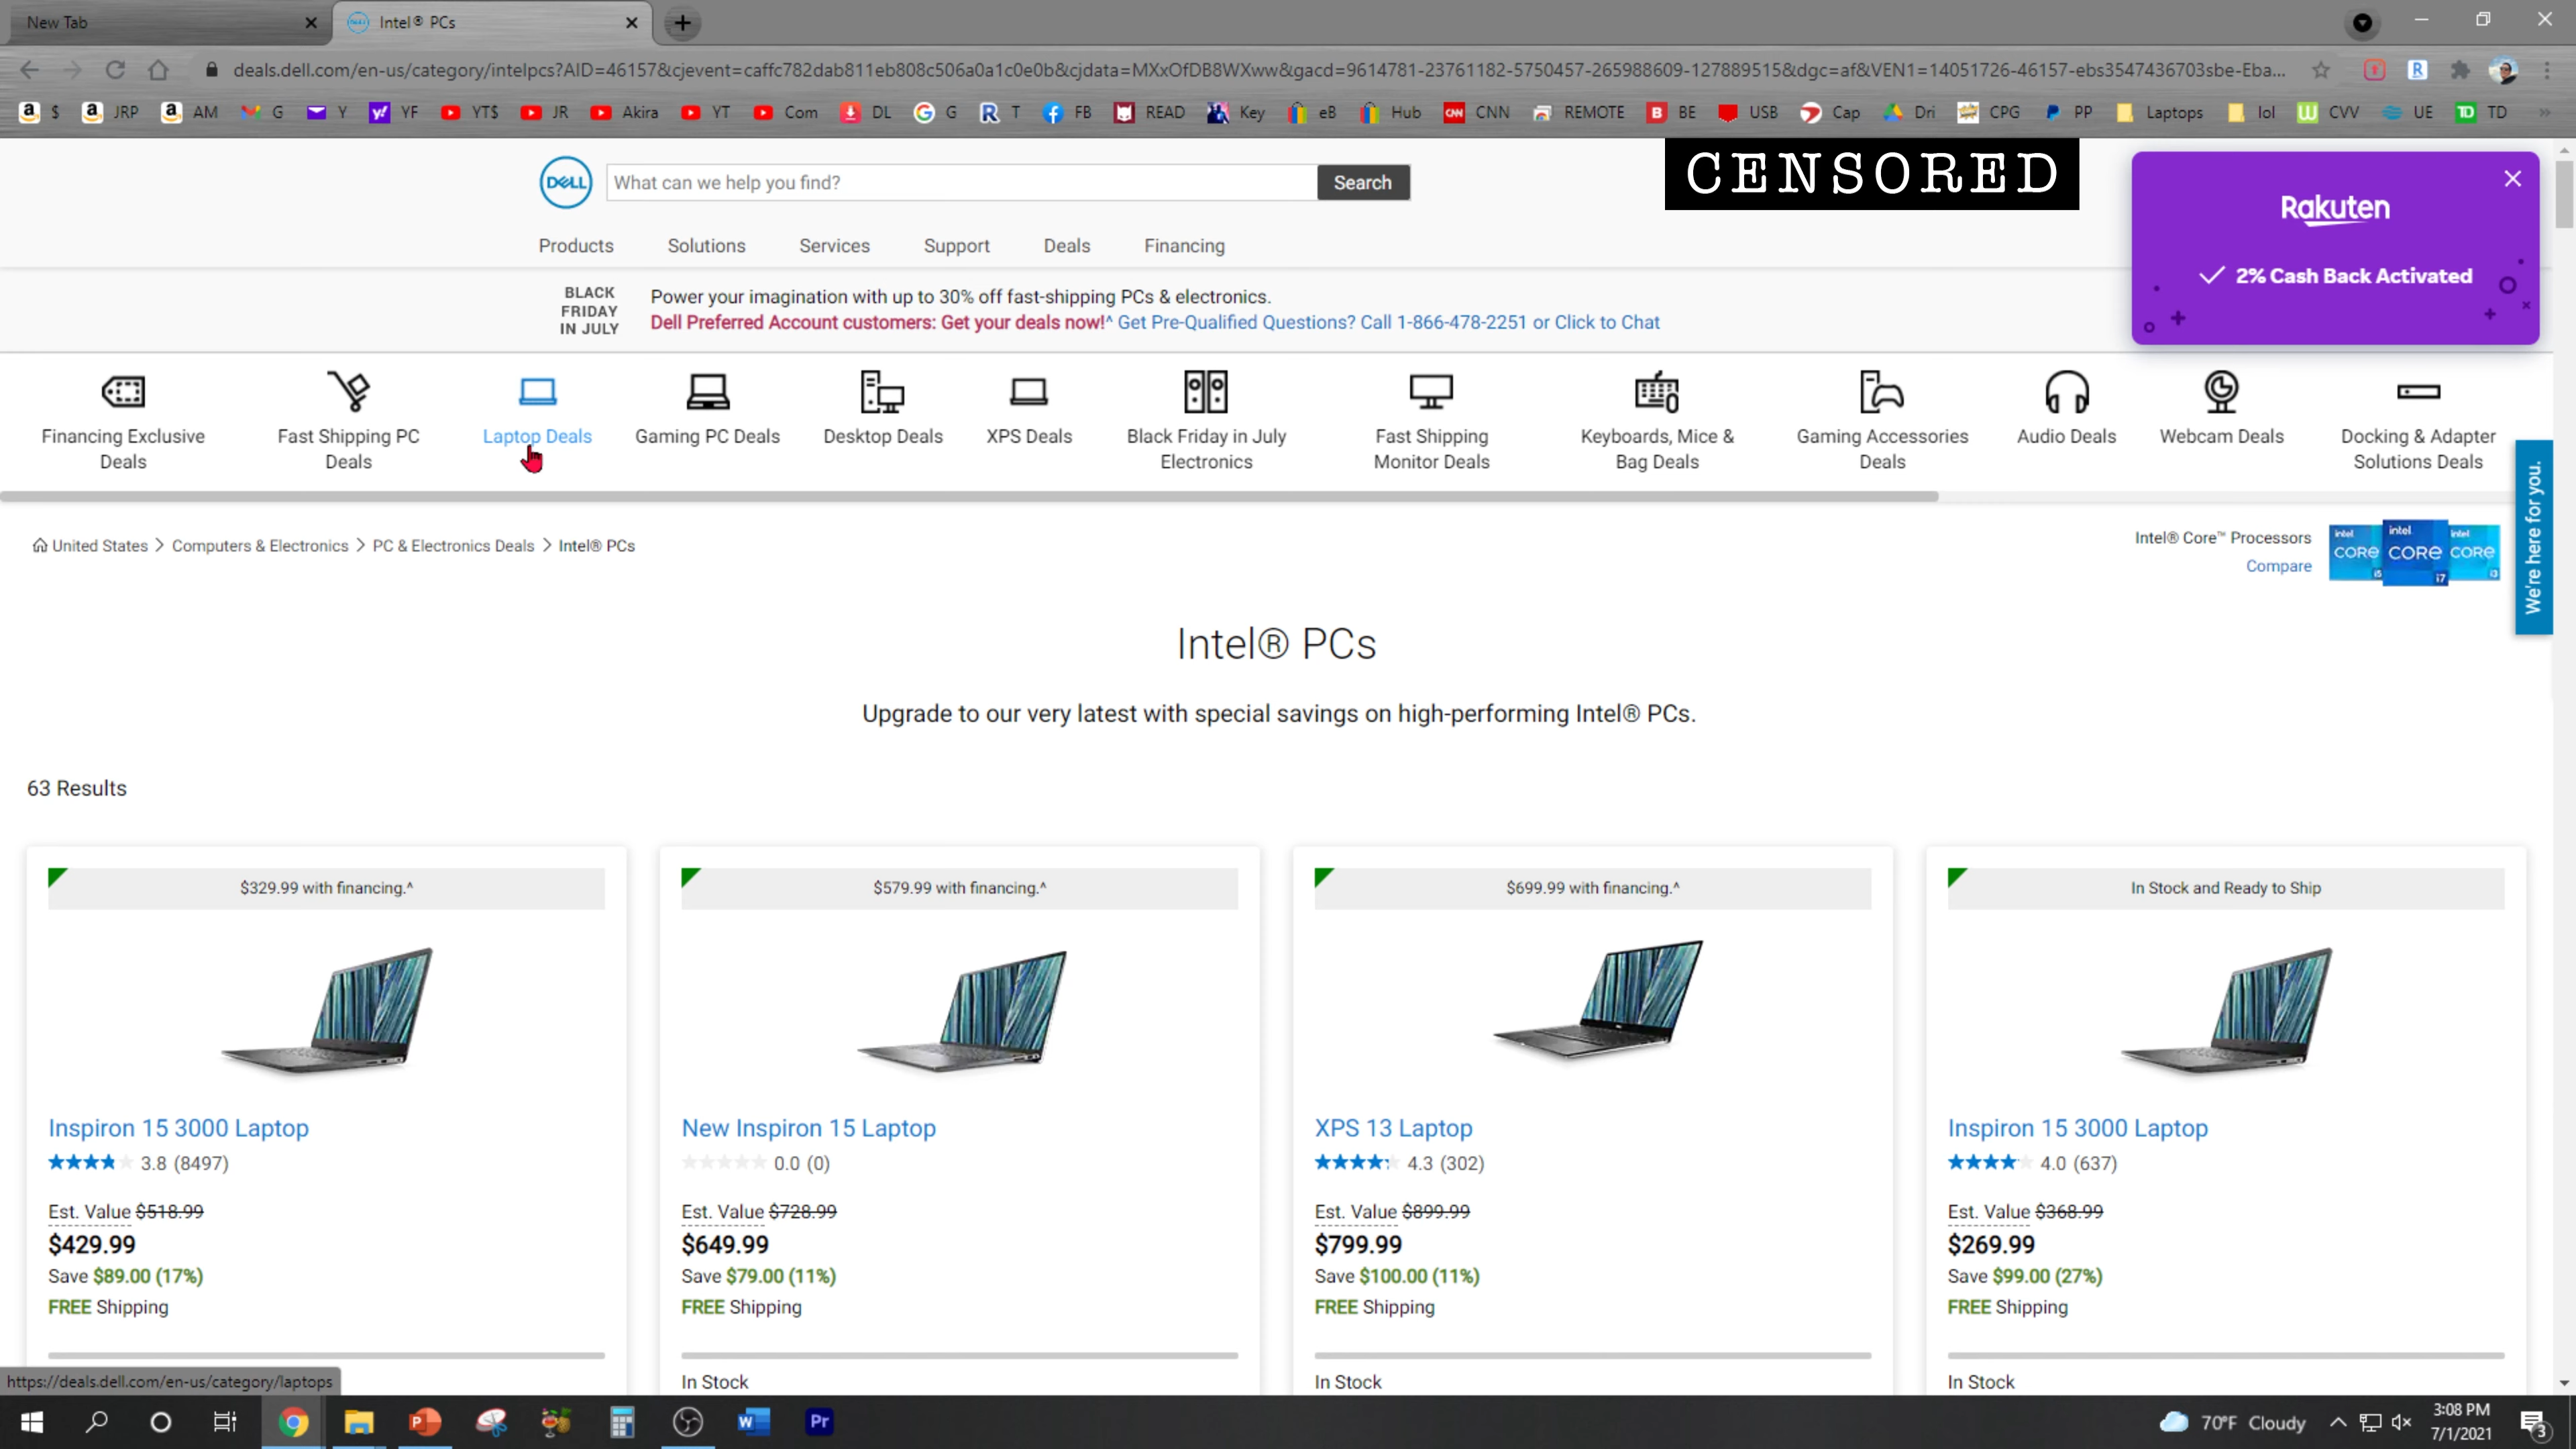 New Tab
Intel® PCs
deals.dell.com/en-us/category/intelpcs?AID=46157&cjevent=caffc782dab811eb808c506a0a1c0e0b&cjdata=MXxOfDB8WXww&gacd=9614781-23761182-5750457-265988609-127889515&dgc=af&VEN1=14051726-46157-ebs3547436703sbe-Eba...
$ JRP AM G Y YF YT$ JR Akira YT Com DL G T FB READ Key eB Hub CNN REMOTE BE USB Cap Dri CPG PP Laptops lol CVV UE TD
CENSORED
DELL
What can we help you find?
Search
Rakuten
2% Cash Back Activated
Products Solutions Services Support Deals Financing
BLACK
FRIDAY
IN JULY
Power your imagination with up to 30% off fast-shipping PCs & electronics.
Dell Preferred Account customers: Get your deals now!^ Get Pre-Qualified Questions? Call 1-866-478-2251 or Click to Chat
Financing Exclusive
Deals
Fast Shipping PC
Deals
Laptop Deals
Gaming PC Deals
Desktop Deals
XPS Deals
Black Friday in July
Electronics
Fast Shipping
Monitor Deals
Keyboards, Mice &
Bag Deals
Gaming Accessories
Deals
Audio Deals
Webcam Deals
Docking & Adapter
Solutions Deals
We're here for you.
United States > Computers & Electronics > PC & Electronics Deals > Intel® PCs
Intel® Core™ Processors
Compare
intel CORE i5
intel CORE i7
intel CORE i3
Intel® PCs
Upgrade to our very latest with special savings on high-performing Intel® PCs.
63 Results
$329.99 with financing.^
Inspiron 15 3000 Laptop
3.8 (8497)
Est. Value $518.99
$429.99
Save $89.00 (17%)
FREE Shipping
$579.99 with financing.^
New Inspiron 15 Laptop
0.0 (0)
Est. Value $728.99
$649.99
Save $79.00 (11%)
FREE Shipping
In Stock
$699.99 with financing.^
XPS 13 Laptop
4.3 (302)
Est. Value $899.99
$799.99
Save $100.00 (11%)
FREE Shipping
In Stock
In Stock and Ready to Ship
Inspiron 15 3000 Laptop
4.0 (637)
Est. Value $368.99
$269.99
Save $99.00 (27%)
FREE Shipping
In Stock
https://deals.dell.com/en-us/category/laptops
70°F Cloudy
3:08 PM
7/1/2021
3